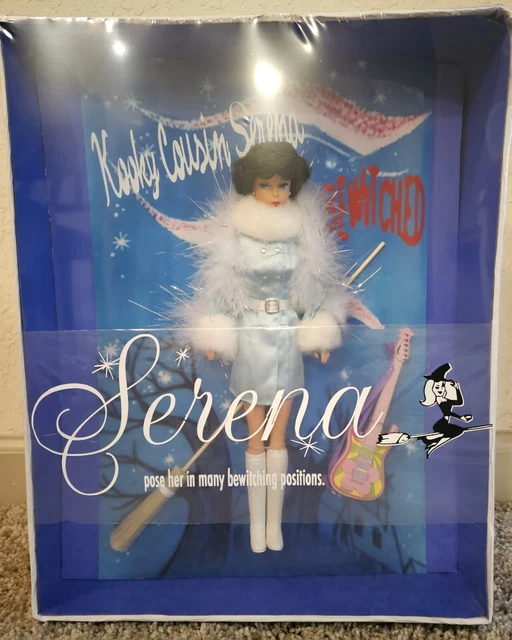 Kooky Cousin Serena
BEWITCHED
Serena
pose her in many bewitching positions.